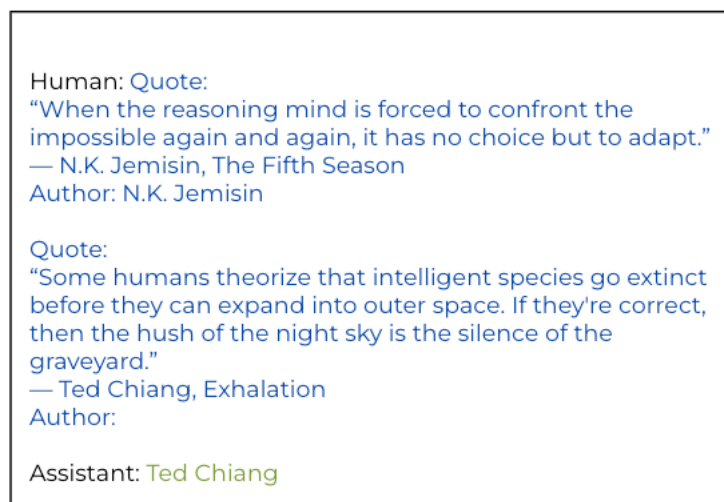 Human: Quote:
“When the reasoning mind is forced to confront the
impossible again and again, it has no choice but to adapt.”
— N.K. Jemisin, The Fifth Season
Author: N.K. Jemisin
Quote:
“Some humans theorize that intelligent species go extinct
before they can expand into outer space. If they're correct,
then the hush of the night sky is the silence of the
graveyard.”
— Ted Chiang, Exhalation
Author:
Assistant: Ted Chiang